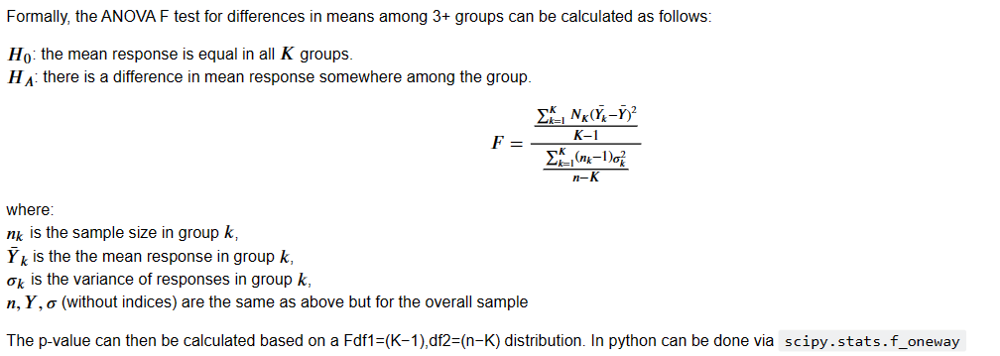 Formally, the ANOVA F test for differences in means among 3+ groups can be calculated as follows:
H₀: the mean response is equal in all K groups.
H_A: there is a difference in mean response somewhere among the group.
F = \frac{\frac{\sum_{k=1}^{K} N_K(\bar{Y}_k-\bar{Y})^2}{K-1}}{\frac{\sum_{k=1}^{K}(n_k-1)\sigma_k^2}{n-K}}
where:
n_k is the sample size in group k,
\bar{Y}_k is the the mean response in group k,
σ_k is the variance of responses in group k,
n, Y, σ (without indices) are the same as above but for the overall sample
The p-value can then be calculated based on a Fdf1=(K−1),df2=(n−K) distribution. In python can be done via scipy.stats.f_oneway